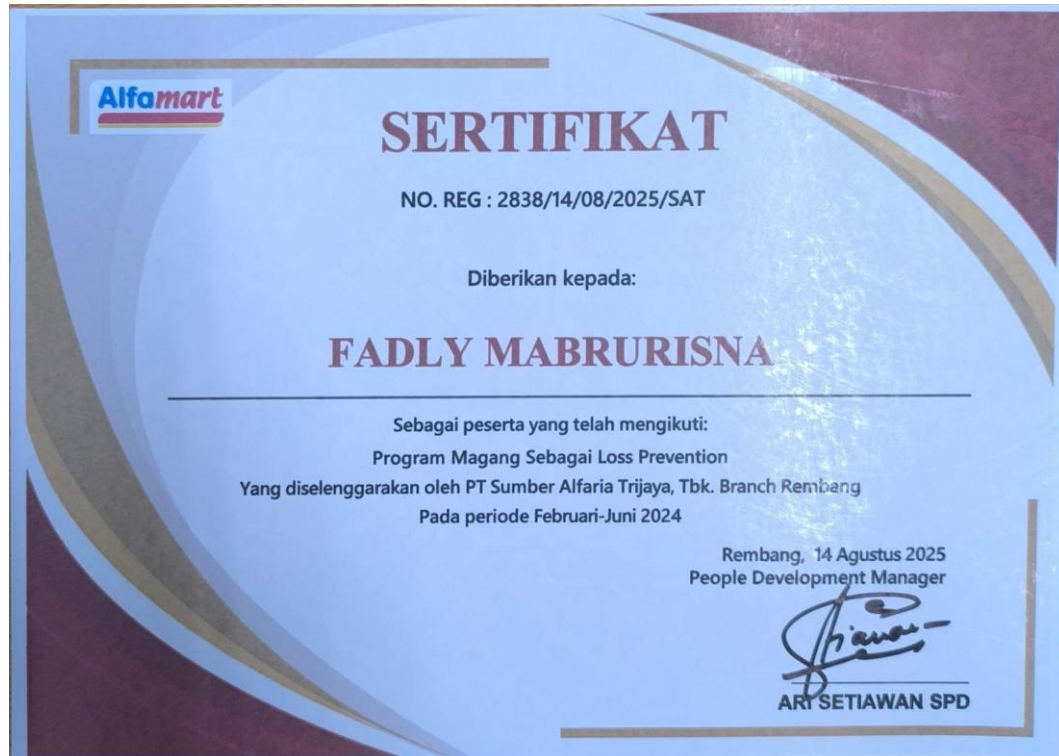 Alfamart
SERTIFIKAT
NO. REG : 2838/14/08/2025/SAT
Diberikan kepada:
FADLY MABRURISNA
Sebagai peserta yang telah mengikuti:
Program Magang Sebagai Loss Prevention
Yang diselenggarakan oleh PT Sumber Alfaria Trijaya, Tbk. Branch Rembang
Pada periode Februari-Juni 2024
Rembang, 14 Agustus 2025
People Development Manager
ARI SETIAWAN SPD